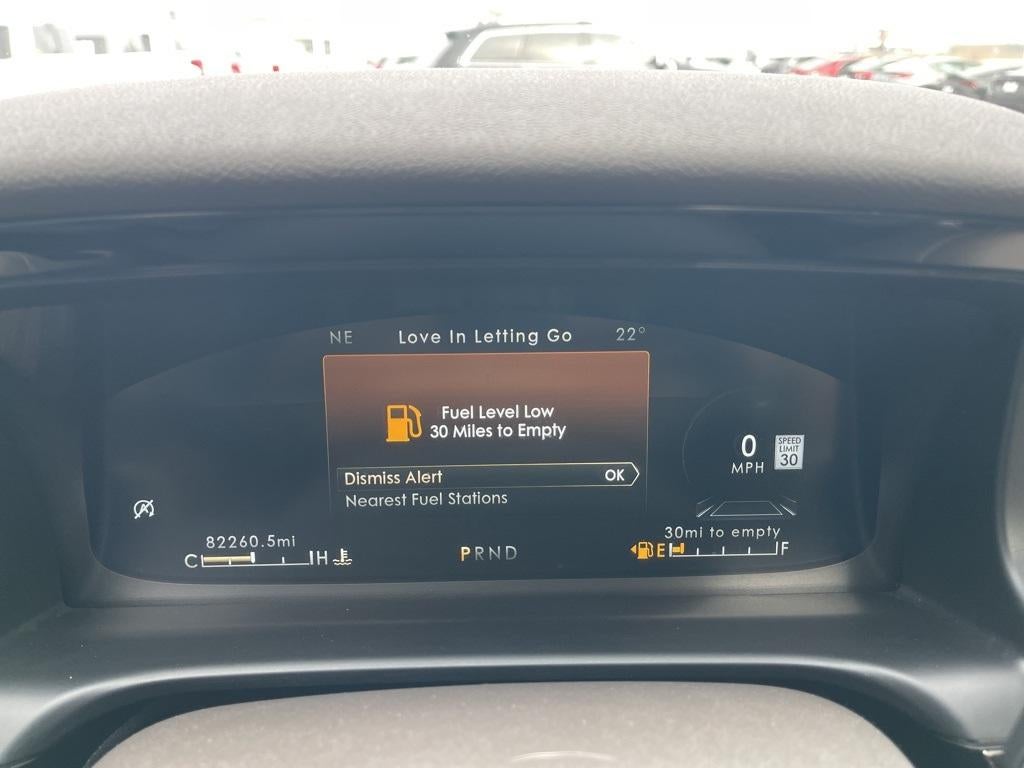 NE Love In Letting Go 22°
Fuel Level Low
30 Miles to Empty
Dismiss Alert OK
Nearest Fuel Stations
0
MPH
SPEED
LIMIT
30
A
82260.5mi
C H
PRND
30mi to empty
E F